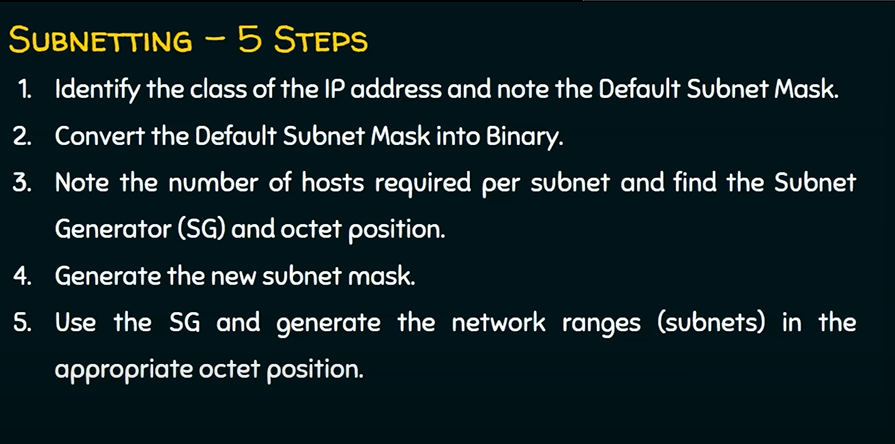 SUBNETTING – 5 STEPS
1. Identify the class of the IP address and note the Default Subnet Mask.
2. Convert the Default Subnet Mask into Binary.
3. Note the number of hosts required per subnet and find the Subnet
Generator (SG) and octet position.
4. Generate the new subnet mask.
5. Use the SG and generate the network ranges (subnets) in the
appropriate octet position.